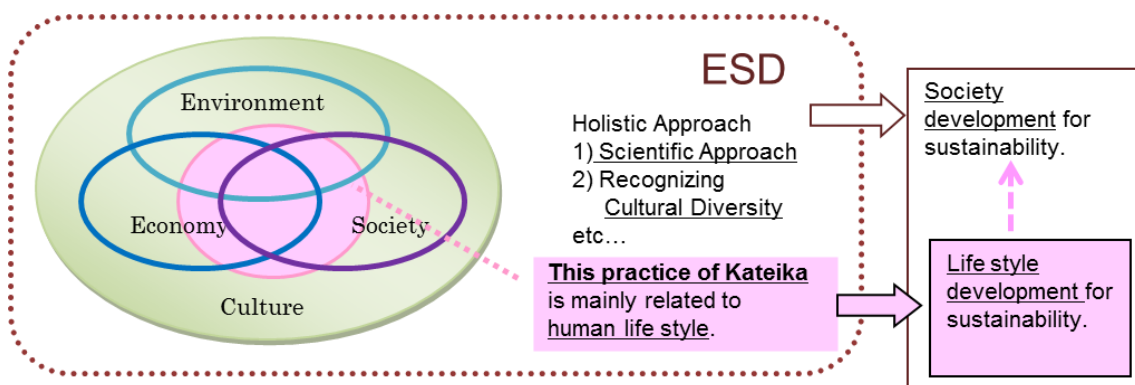 Environment
Economy
Society
Culture
ESD
Holistic Approach
1) Scientific Approach
2) Recognizing
Cultural Diversity
etc…
This practice of Kateika
is mainly related to
human life style.
Society
development for
sustainability.
Life style
development for
sustainability.